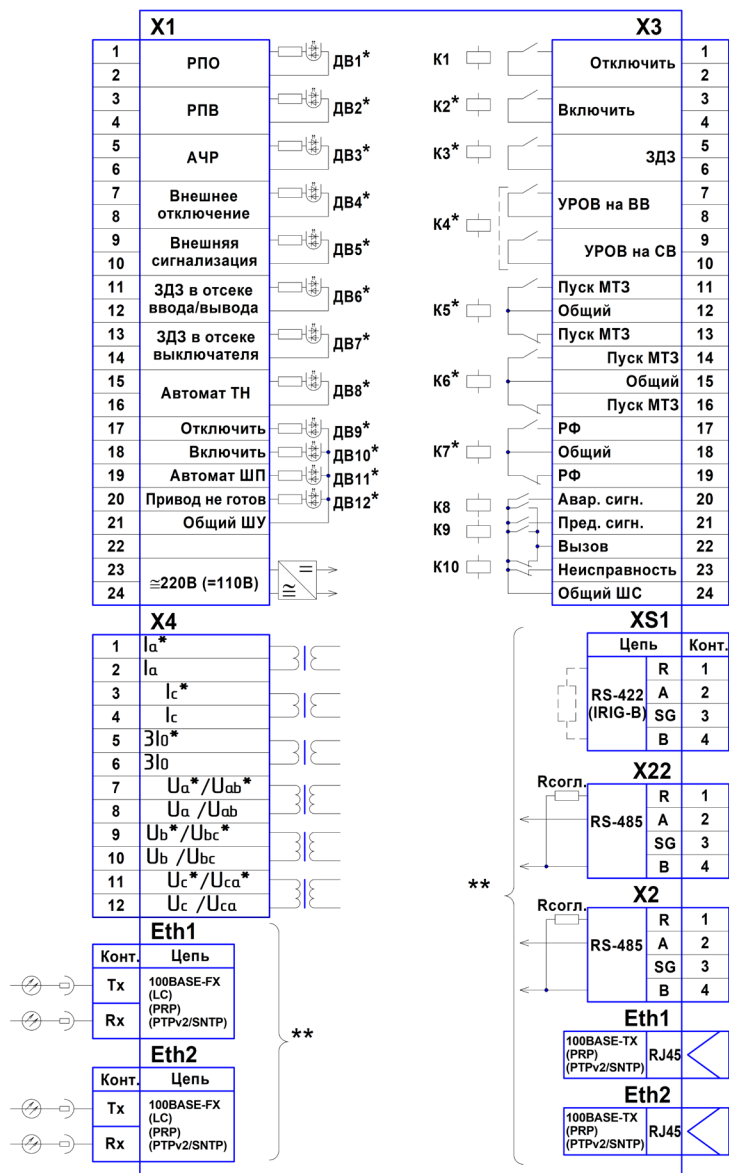 X1
1
РПО
ДВ1*
2
3
РПВ
ДВ2*
4
5
АЧР
ДВ3*
6
7
Внешнее
отключение
ДВ4*
8
9
Внешняя
сигнализация
ДВ5*
10
11
ЗДЗ в отсеке
ввода/вывода
ДВ6*
12
13
ЗДЗ в отсеке
выключателя
ДВ7*
14
15
Автомат ТН
ДВ8*
16
17 Отключить ДВ9*
18 Включить ДВ10*
19 Автомат ШП ДВ11*
20 Привод не готов ДВ12*
21 Общий ШУ
22
23
≅220В (=110В)
=
≅
24
X3
К1
Отключить
1
2
К2*
Включить
3
4
К3*
ЗДЗ
5
6
К4*
УРОВ на ВВ
7
8
УРОВ на СВ
9
10
К5*
Пуск МТЗ 11
Общий 12
Пуск МТЗ 13
К6*
Пуск МТЗ 14
Общий 15
Пуск МТЗ 16
К7*
РФ 17
Общий 18
РФ 19
К8
Авар. сигн. 20
К9
Пред. сигн. 21
Вызов 22
К10
Неисправность 23
Общий ШС 24
X4
1 Ia*
2 Ia
3 Ic*
4 Ic
5 3I0*
6 3I0
7 Ua*/Uab*
8 Ua /Uab
9 Ub*/Ubc*
10 Ub /Ubc
11 Uc*/Uca*
12 Uc /Uca
Eth1
Конт. Цепь
Tx
Rx
100BASE-FX
(LC)
(PRP)
(PTPv2/SNTP)
**
Eth2
Конт. Цепь
Tx
Rx
100BASE-FX
(LC)
(PRP)
(PTPv2/SNTP)
XS1
Цепь Конт.
RS-422
(IRIG-B)
R 1
A 2
SG 3
B 4
X22
Rсогл.
RS-485
R 1
A 2
SG 3
B 4
**
X2
Rсогл.
RS-485
R 1
A 2
SG 3
B 4
Eth1
100BASE-TX
(PRP)
(PTPv2/SNTP)
RJ45
Eth2
100BASE-TX
(PRP)
(PTPv2/SNTP)
RJ45